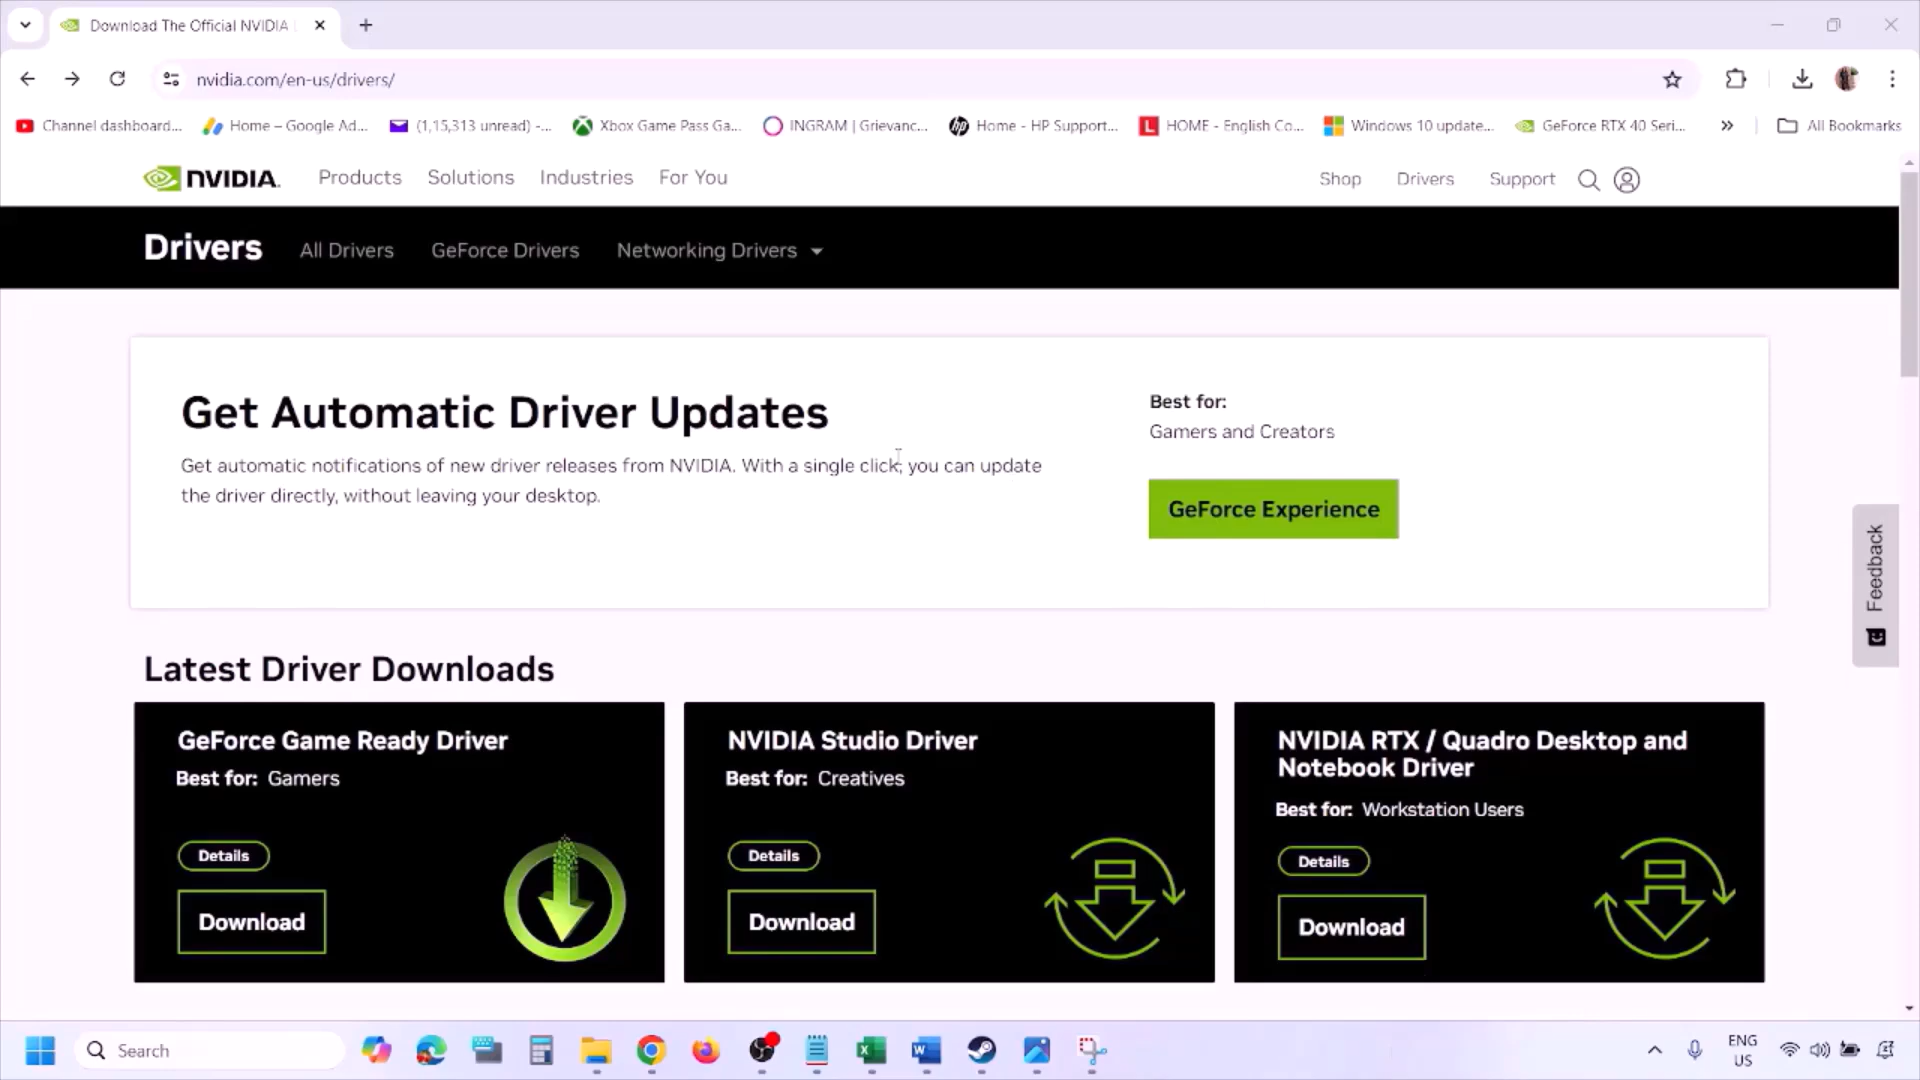 Download The Official NVIDIA
nvidia.com/en-us/drivers/
Channel dashboard... Home – Google Ad... (1,15,313 unread) -... Xbox Game Pass Ga... INGRAM | Grievanc... Home - HP Support... HOME - English Co... Windows 10 update... GeForce RTX 40 Seri... All Bookmarks
NVIDIA. Products Solutions Industries For You Shop Drivers Support
Drivers All Drivers GeForce Drivers Networking Drivers
Get Automatic Driver Updates
Get automatic notifications of new driver releases from NVIDIA. With a single click, you can update
the driver directly, without leaving your desktop.
Best for:
Gamers and Creators
GeForce Experience
Feedback
Latest Driver Downloads
GeForce Game Ready Driver
Best for: Gamers
Details
Download
NVIDIA Studio Driver
Best for: Creatives
Details
Download
NVIDIA RTX / Quadro Desktop and
Notebook Driver
Best for: Workstation Users
Details
Download
Search
ENG
US